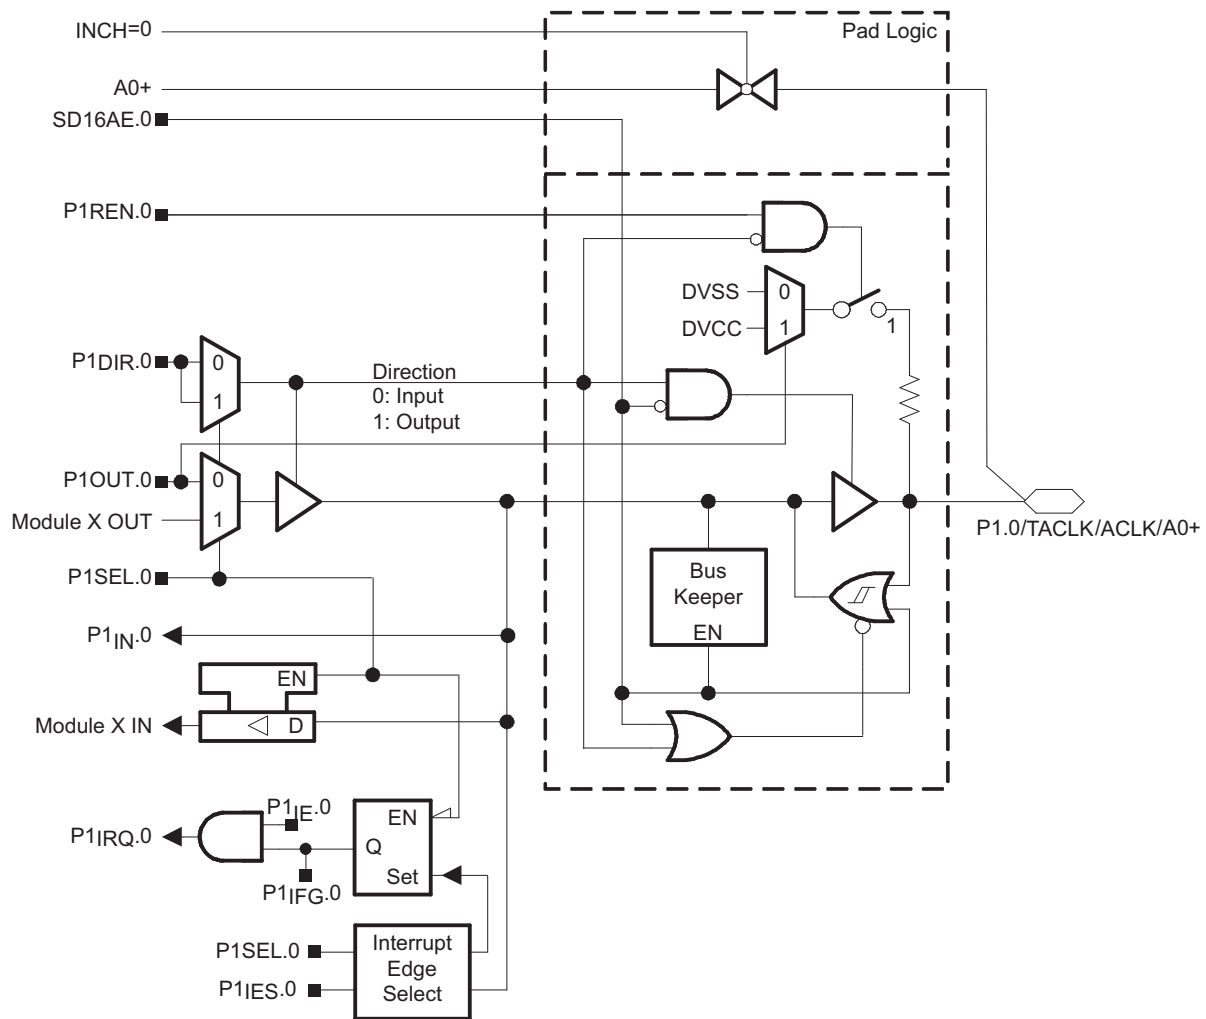 INCH=0
Pad Logic
A0+
SD16AE.0
P1REN.0
DVSS
0
DVCC
1
1
P1DIR.0
0
1
Direction
0: Input
1: Output
P1OUT.0
0
Module X OUT
1
P1.0/TACLK/ACLK/A0+
P1SEL.0
Bus
Keeper
EN
P1IN.0
EN
Module X IN
D
P1IE.0
P1IRQ.0
EN
Q
Set
P1IFG.0
P1SEL.0
P1IES.0
Interrupt
Edge
Select